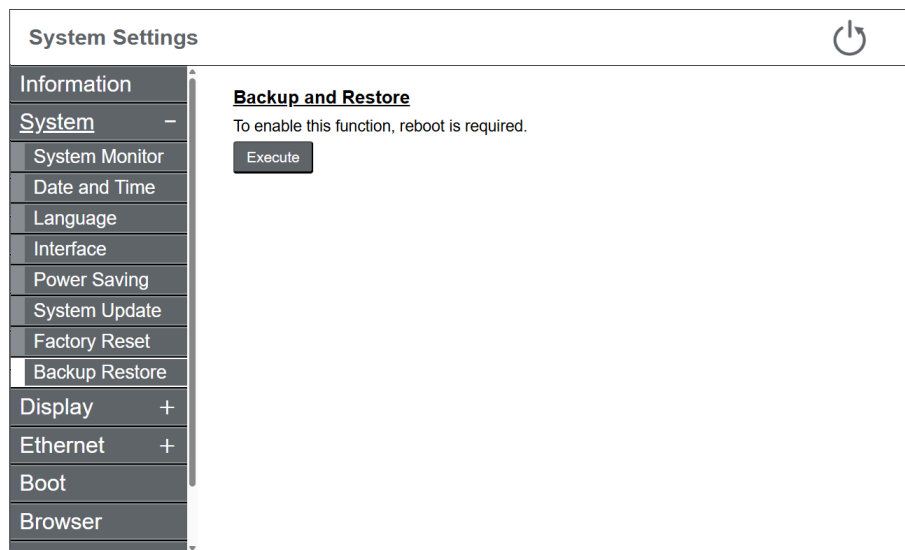 System Settings
Information
System −
System Monitor
Date and Time
Language
Interface
Power Saving
System Update
Factory Reset
Backup Restore
Display +
Ethernet +
Boot
Browser
Backup and Restore
To enable this function, reboot is required.
Execute